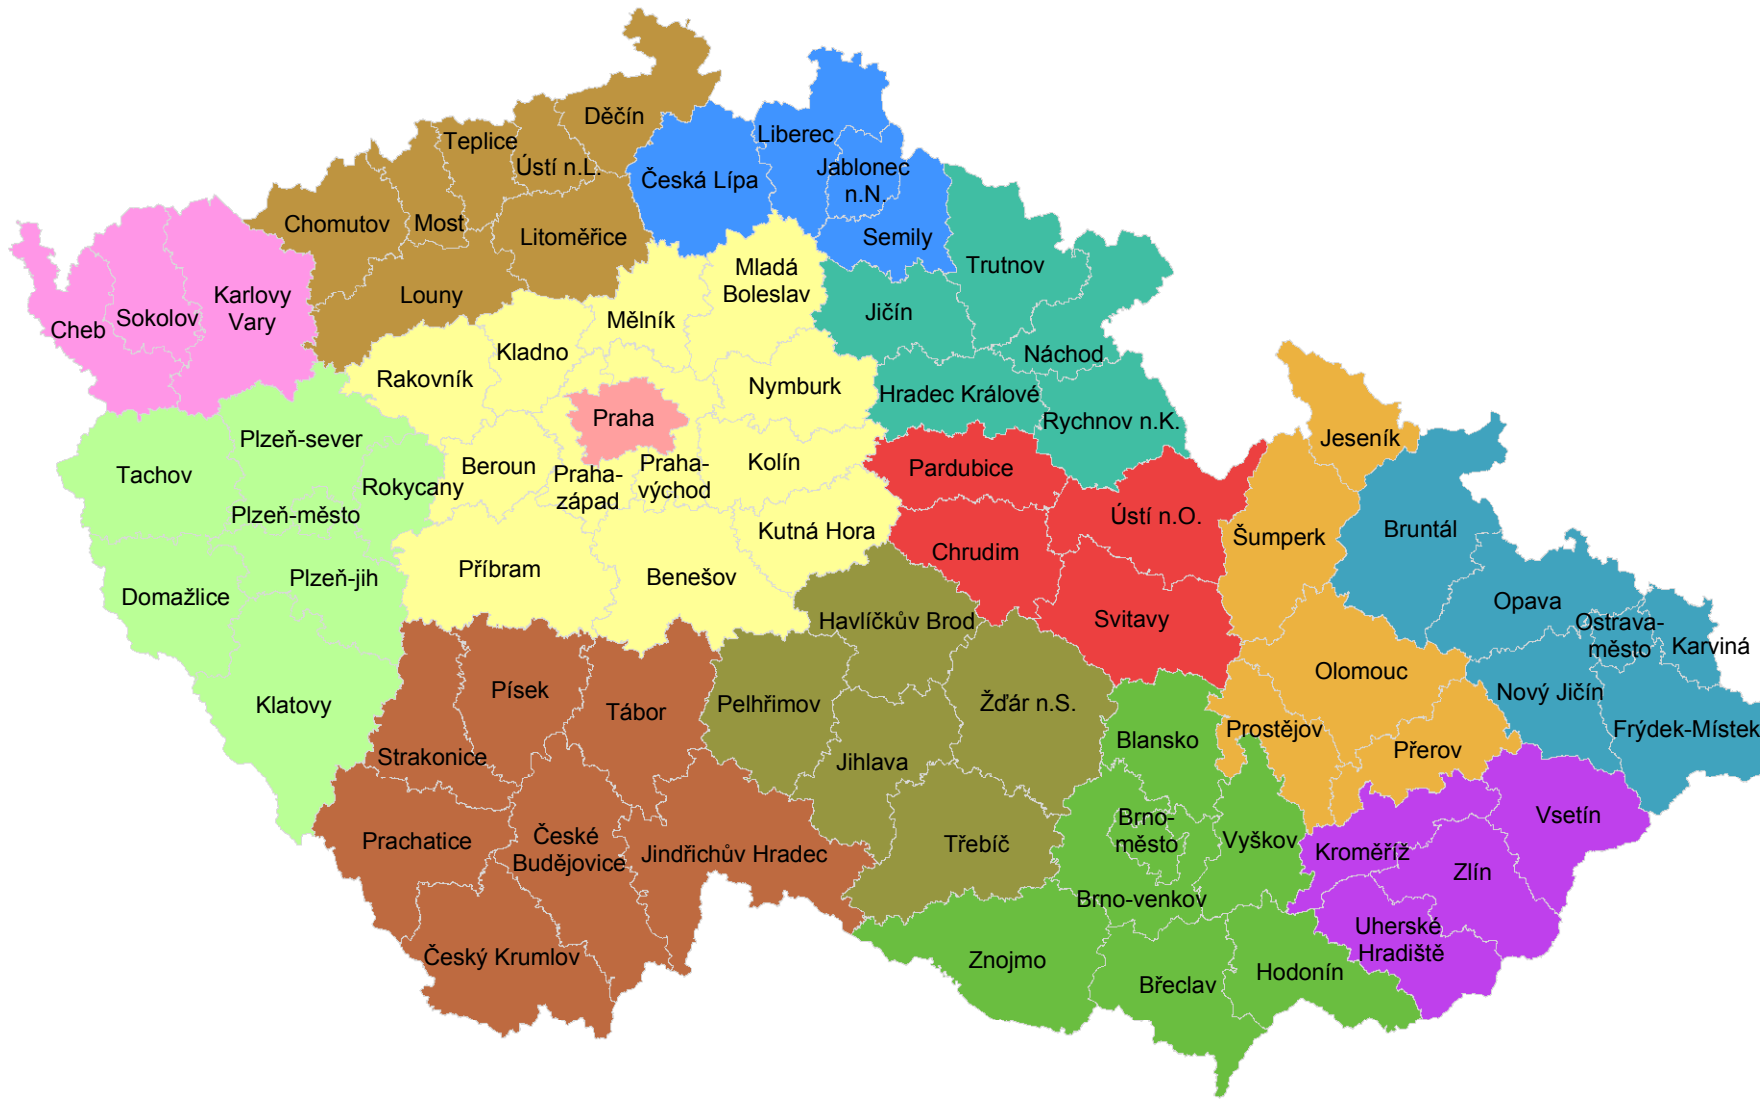 Děčín
Teplice
Ústí n.L.
Liberec
Jablonec
n.N.
Česká Lípa
Chomutov
Most
Litoměřice
Semily
Trutnov
Louny
Karlovy
Vary
Sokolov
Cheb
Mladá
Boleslav
Mělník
Jičín
Kladno
Rakovník
Nymburk
Náchod
Hradec Králové
Rychnov n.K.
Praha
Plzeň-sever
Tachov
Rokycany
Beroun
Praha-
západ
Praha-
východ
Kolín
Pardubice
Jeseník
Plzeň-město
Kutná Hora
Chrudim
Ústí n.O.
Šumperk
Bruntál
Domažlice
Plzeň-jih
Příbram
Benešov
Havlíčkův Brod
Svitavy
Opava
Ostrava-
město
Karviná
Klatovy
Písek
Tábor
Pelhřimov
Žďár n.S.
Olomouc
Nový Jičín
Strakonice
Jihlava
Blansko
Prostějov
Přerov
Frýdek-Místek
Prachatice
České
Budějovice
Jindřichův Hradec
Třebíč
Brno-
město
Vyškov
Kroměříž
Vsetín
Zlín
Brno-venkov
Uherské
Hradiště
Český Krumlov
Znojmo
Břeclav
Hodonín